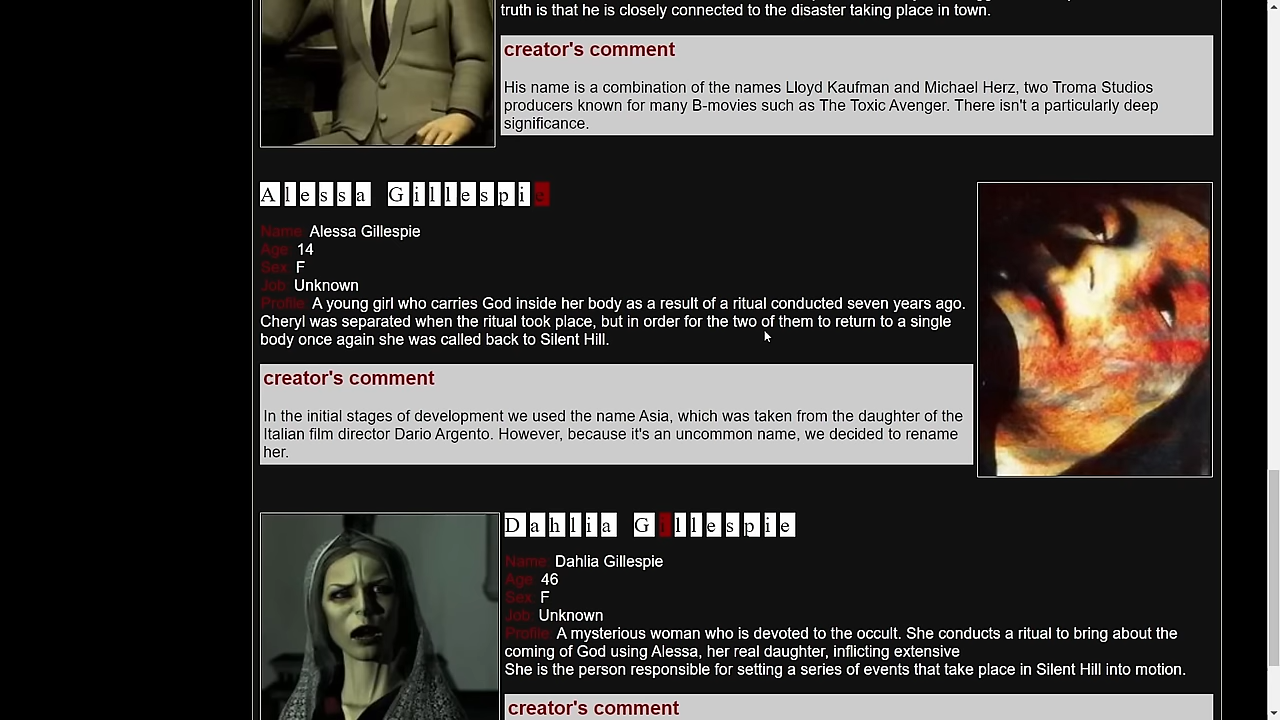 truth is that he is closely connected to the disaster taking place in town.
creator's comment
His name is a combination of the names Lloyd Kaufman and Michael Herz, two Troma Studios
producers known for many B-movies such as The Toxic Avenger. There isn't a particularly deep
significance.
Alessa Gillespie
Name: Alessa Gillespie
Age: 14
Sex: F
Job: Unknown
Profile: A young girl who carries God inside her body as a result of a ritual conducted seven years ago.
Cheryl was separated when the ritual took place, but in order for the two of them to return to a single
body once again she was called back to Silent Hill.
creator's comment
In the initial stages of development we used the name Asia, which was taken from the daughter of the
Italian film director Dario Argento. However, because it's an uncommon name, we decided to rename
her.
Dahlia Gillespie
Name: Dahlia Gillespie
Age: 46
Sex: F
Job: Unknown
Profile: A mysterious woman who is devoted to the occult. She conducts a ritual to bring about the
coming of God using Alessa, her real daughter, inflicting extensive
She is the person responsible for setting a series of events that take place in Silent Hill into motion.
creator's comment